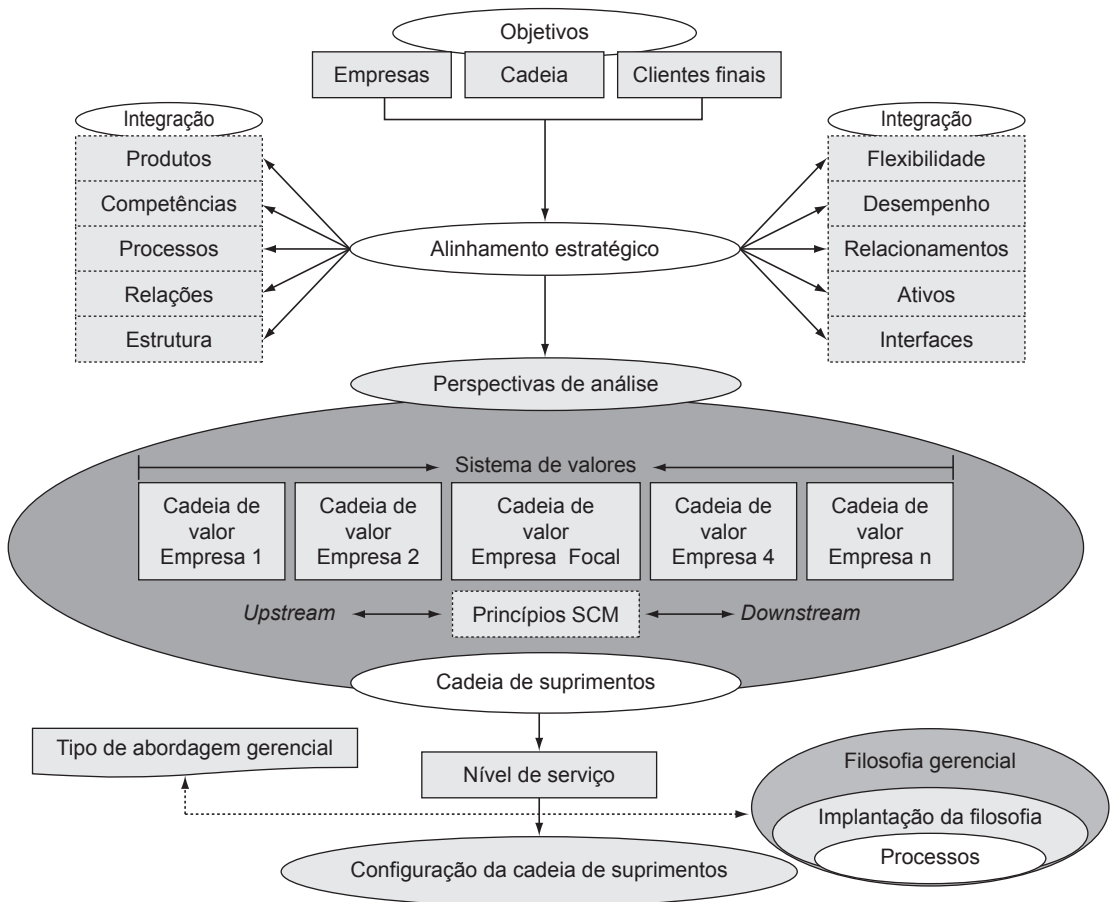 Objetivos
Empresas
Cadeia
Clientes finais
Integração
Produtos
Competências
Processos
Relações
Estrutura
Integração
Flexibilidade
Desempenho
Relacionamentos
Ativos
Interfaces
Alinhamento estratégico
Perspectivas de análise
Sistema de valores
Cadeia de
valor
Empresa 1
Cadeia de
valor
Empresa 2
Cadeia de
valor
Empresa Focal
Cadeia de
valor
Empresa 4
Cadeia de
valor
Empresa n
Upstream
Princípios SCM
Downstream
Cadeia de suprimentos
Tipo de abordagem gerencial
Nível de serviço
Filosofia gerencial
Implantação da filosofia
Processos
Configuração da cadeia de suprimentos